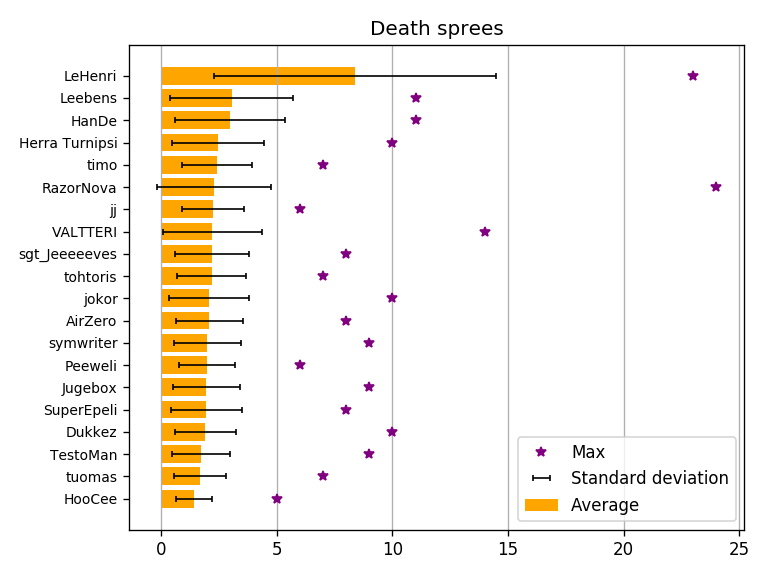 Death sprees
LeHenri
Leebens
HanDe
Herra Turnipsi
timo
RazorNova
jj
VALTTERI
sgt_Jeeeeeves
tohtoris
jokor
AirZero
symwriter
Peeweli
Jugebox
SuperEpeli
Dukkez
TestoMan
tuomas
HooCee
Max
Standard deviation
Average
0 5 10 15 20 25